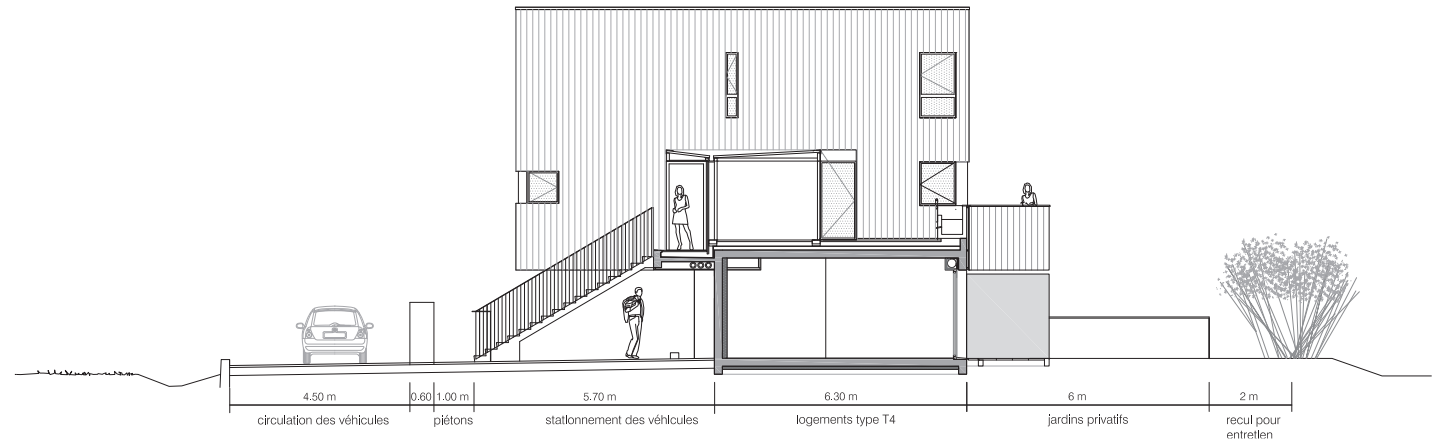 4.50 m
0.60
1.00 m
5.70 m
6.30 m
6 m
2 m
circulation des véhicules
piétons
stationnement des véhicules
logements type T4
jardins privatifs
recul pour
entretien